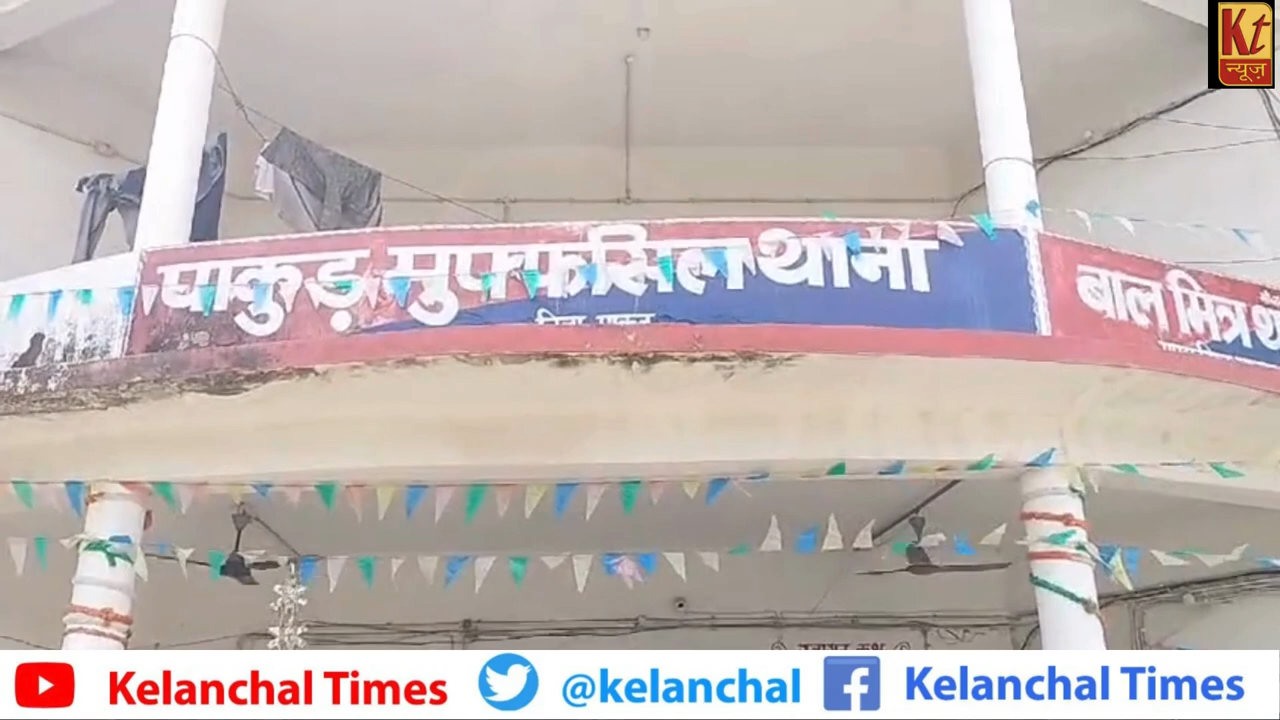 Kt
न्यूज़
पाकुड़ मुफ्फसिल थाना
बाल मित्र
Kelanchal Times
@kelanchal
Kelanchal Times